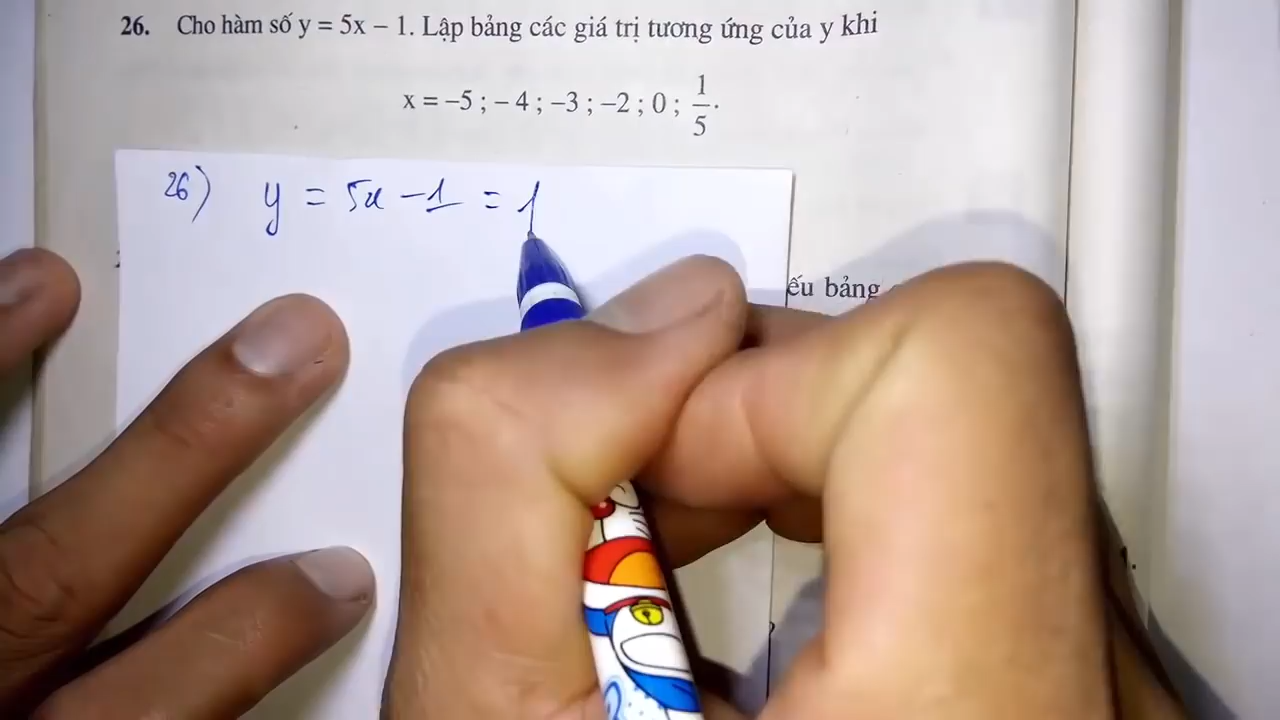 26. Cho hàm số y = 5x – 1. Lập bảng các giá trị tương ứng của y khi
x = –5 ; – 4 ; –3 ; –2 ; 0 ; 1/5.
26) y = 5x – 1 = 1
ếu bảng